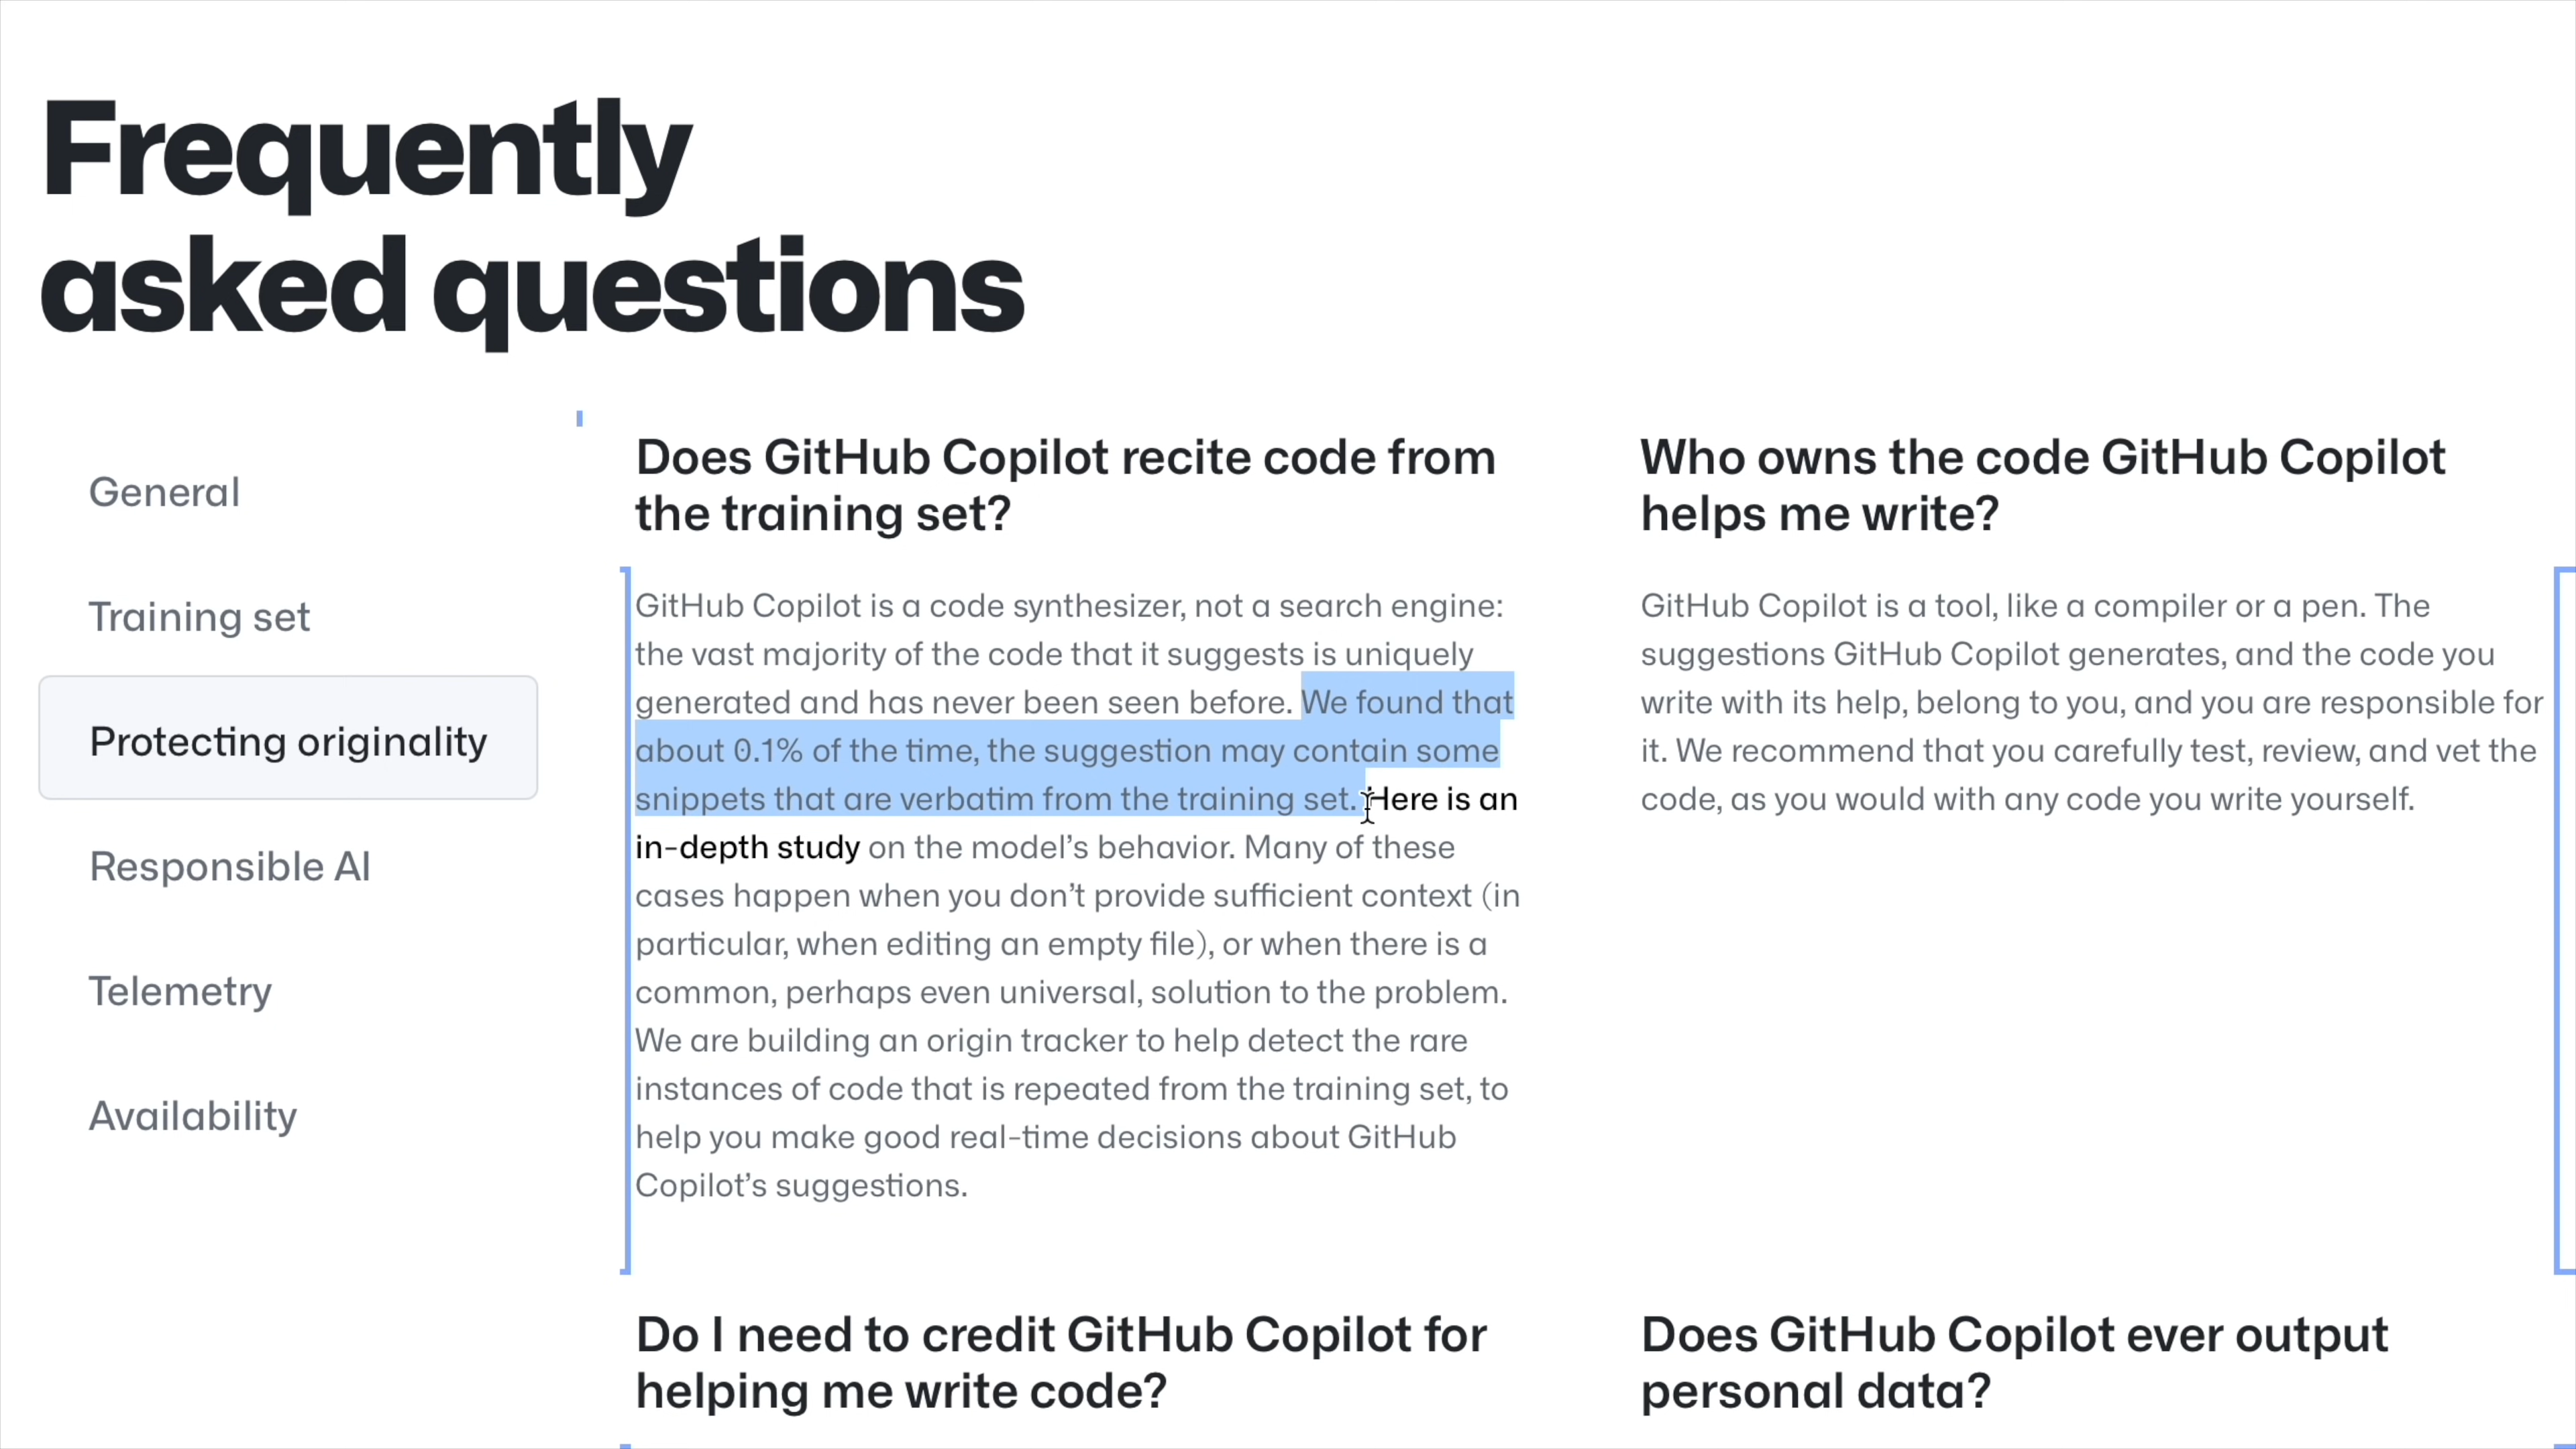 Frequently
asked questions
General
Training set
Protecting originality
Responsible AI
Telemetry
Availability
Does GitHub Copilot recite code from
the training set?
GitHub Copilot is a code synthesizer, not a search engine:
the vast majority of the code that it suggests is uniquely
generated and has never been seen before. We found that
about 0.1% of the time, the suggestion may contain some
snippets that are verbatim from the training set. Here is an
in-depth study on the model’s behavior. Many of these
cases happen when you don’t provide sufficient context (in
particular, when editing an empty file), or when there is a
common, perhaps even universal, solution to the problem.
We are building an origin tracker to help detect the rare
instances of code that is repeated from the training set, to
help you make good real-time decisions about GitHub
Copilot’s suggestions.
Who owns the code GitHub Copilot
helps me write?
GitHub Copilot is a tool, like a compiler or a pen. The
suggestions GitHub Copilot generates, and the code you
write with its help, belong to you, and you are responsible for
it. We recommend that you carefully test, review, and vet the
code, as you would with any code you write yourself.
Do I need to credit GitHub Copilot for
helping me write code?
Does GitHub Copilot ever output
personal data?